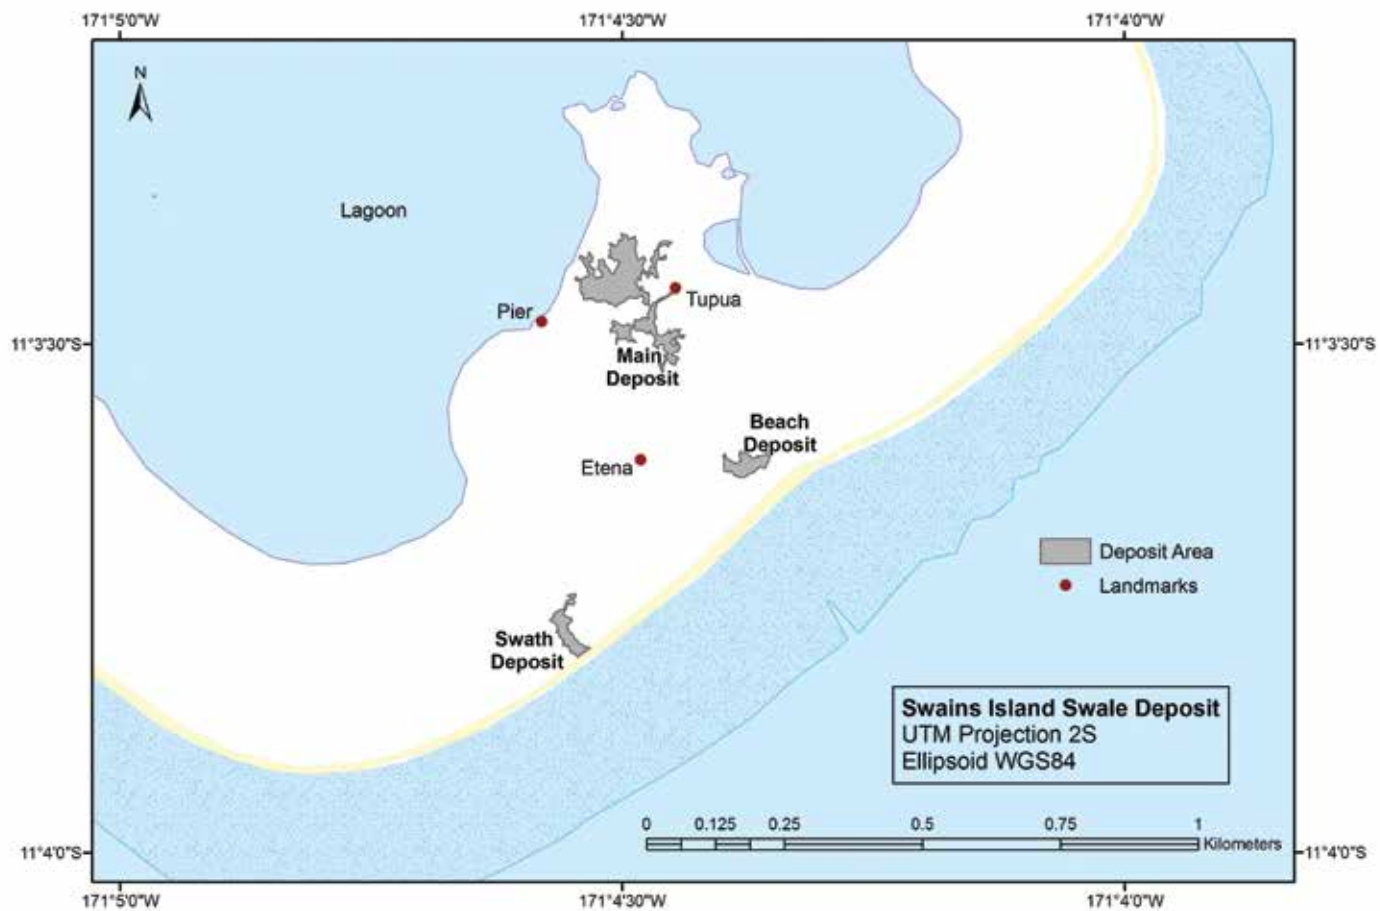 171°5'0"W 171°4'30"W 171°4'0"W
N
Lagoon
Pier
Tupua
11°3'30"S 11°3'30"S
Main
Deposit
Beach
Deposit
Etena
Deposit Area
Landmarks
Swath
Deposit
Swains Island Swale Deposit
UTM Projection 2S
Ellipsoid WGS84
0 0.125 0.25 0.5 0.75 1
Kilometers
11°4'0"S 11°4'0"S
171°5'0"W 171°4'30"W 171°4'0"W